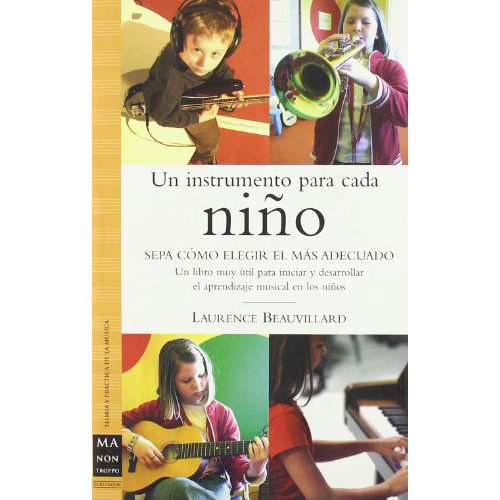 Un instrumento para cada
niño
SEPA CÓMO ELEGIR EL MÁS ADECUADO
Un libro muy útil para iniciar y desarrollar
el aprendizaje musical en los niños
LAURENCE BEAUVILLARD
TEORÍA Y PRÁCTICA DE LA MÚSICA
MA
NON
TROPPO